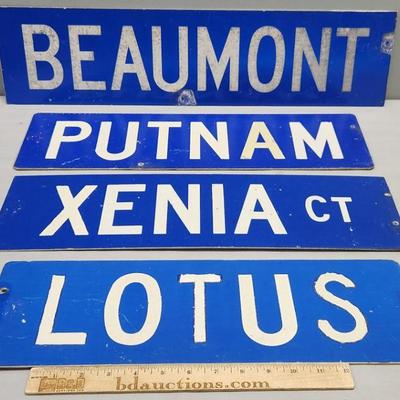 BEAUMONT
PUTNAM
XENIA CT
LOTUS
bdauctions.com